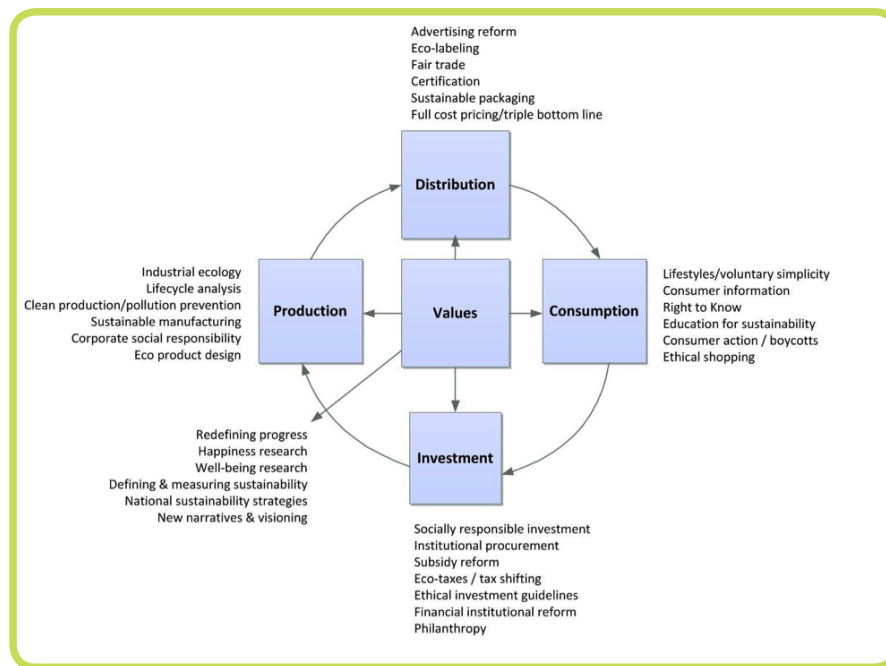 Advertising reform
Eco-labeling
Fair trade
Certification
Sustainable packaging
Full cost pricing/triple bottom line
Distribution
Industrial ecology
Lifecycle analysis
Clean production/pollution prevention
Sustainable manufacturing
Corporate social responsibility
Eco product design
Production
Values
Consumption
Lifestyles/voluntary simplicity
Consumer information
Right to Know
Education for sustainability
Consumer action / boycotts
Ethical shopping
Redefining progress
Happiness research
Well-being research
Defining & measuring sustainability
National sustainability strategies
New narratives & visioning
Investment
Socially responsible investment
Institutional procurement
Subsidy reform
Eco-taxes / tax shifting
Ethical investment guidelines
Financial institutional reform
Philanthropy